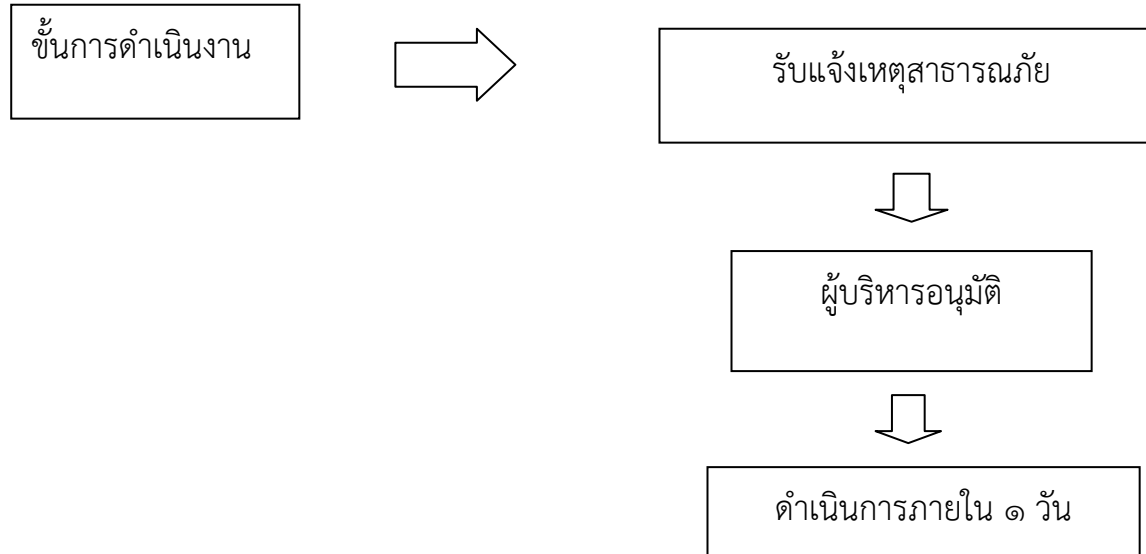 ขั้นการดำเนินงาน
รับแจ้งเหตุสาธารณภัย
ผู้บริหารอนุมัติ
ดำเนินการภายใน ๑ วัน